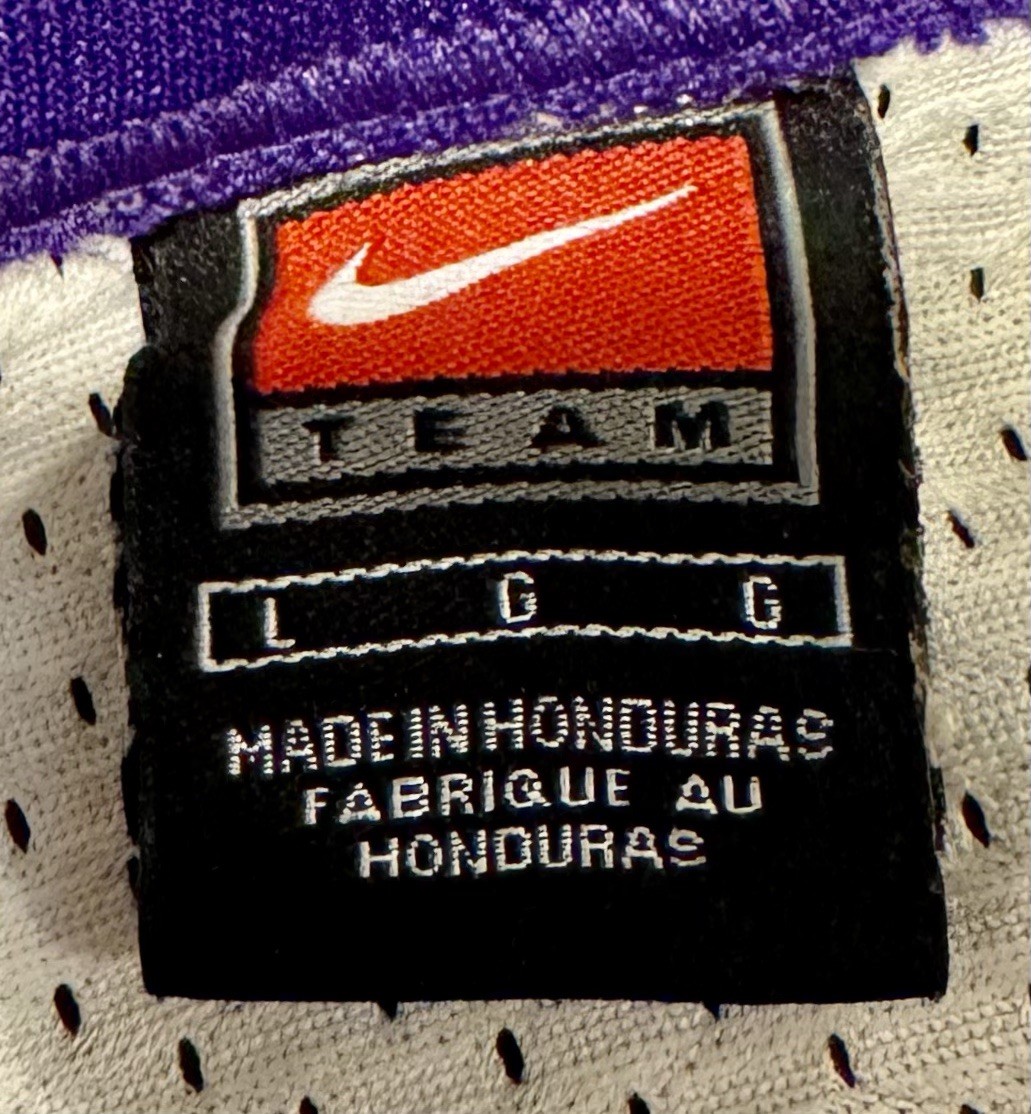 TEAM
L G G
MADE IN HONDURAS
FABRIQUE AU
HONDURAS